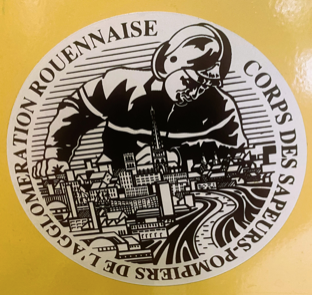 CORPS DES SAPEURS-POMPIERS DE L'AGGLOMERATION ROUENNAISE